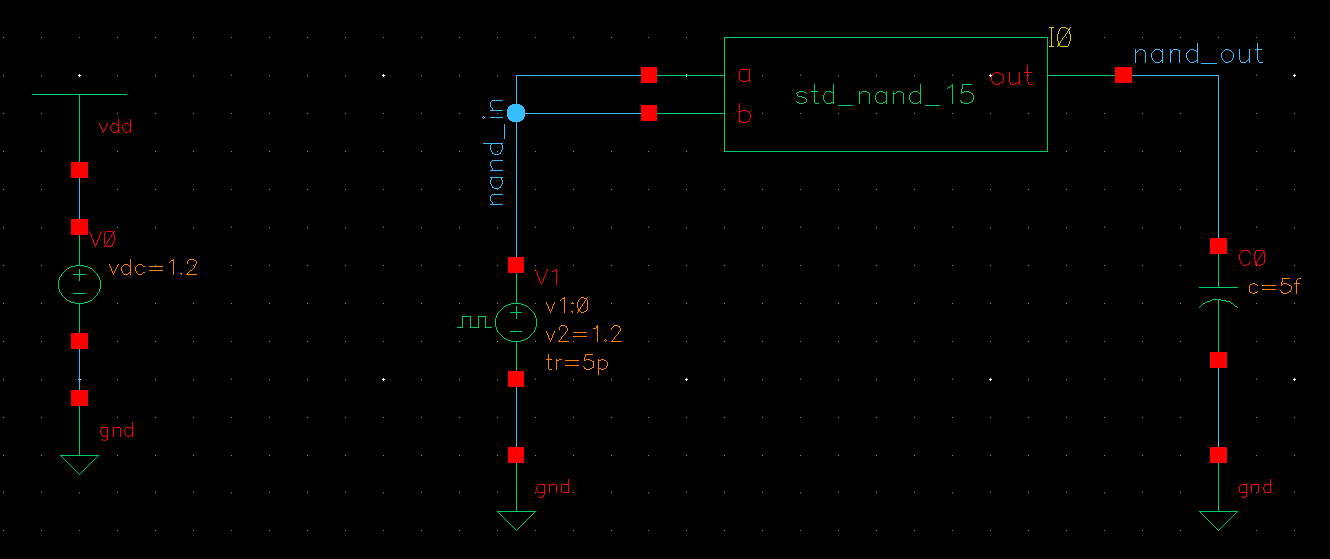 vdd
V0
vdc=1.2
gnd
nand_in
V1
v1:0
v2=1.2
tr=5p
gnd
I0
a
b
std_nand_15
out
nand_out
C0
c=5f
gnd